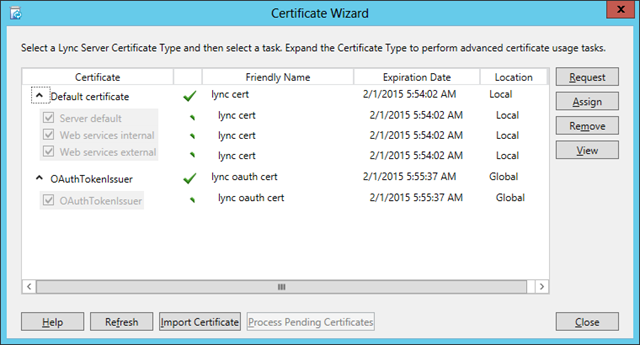 Certificate Wizard
Select a Lync Server Certificate Type and then select a task. Expand the Certificate Type to perform advanced certificate usage tasks.
Certificate Friendly Name Expiration Date Location
Default certificate lync cert 2/1/2015 5:54:02 AM Local
Server default lync cert 2/1/2015 5:54:02 AM Local
Web services internal lync cert 2/1/2015 5:54:02 AM Local
Web services external lync cert 2/1/2015 5:54:02 AM Local
OAuthTokenIssuer lync oauth cert 2/1/2015 5:55:37 AM Global
OAuthTokenIssuer lync oauth cert 2/1/2015 5:55:37 AM Global
Request
Assign
Remove
View
Help Refresh Import Certificate Process Pending Certificates Close